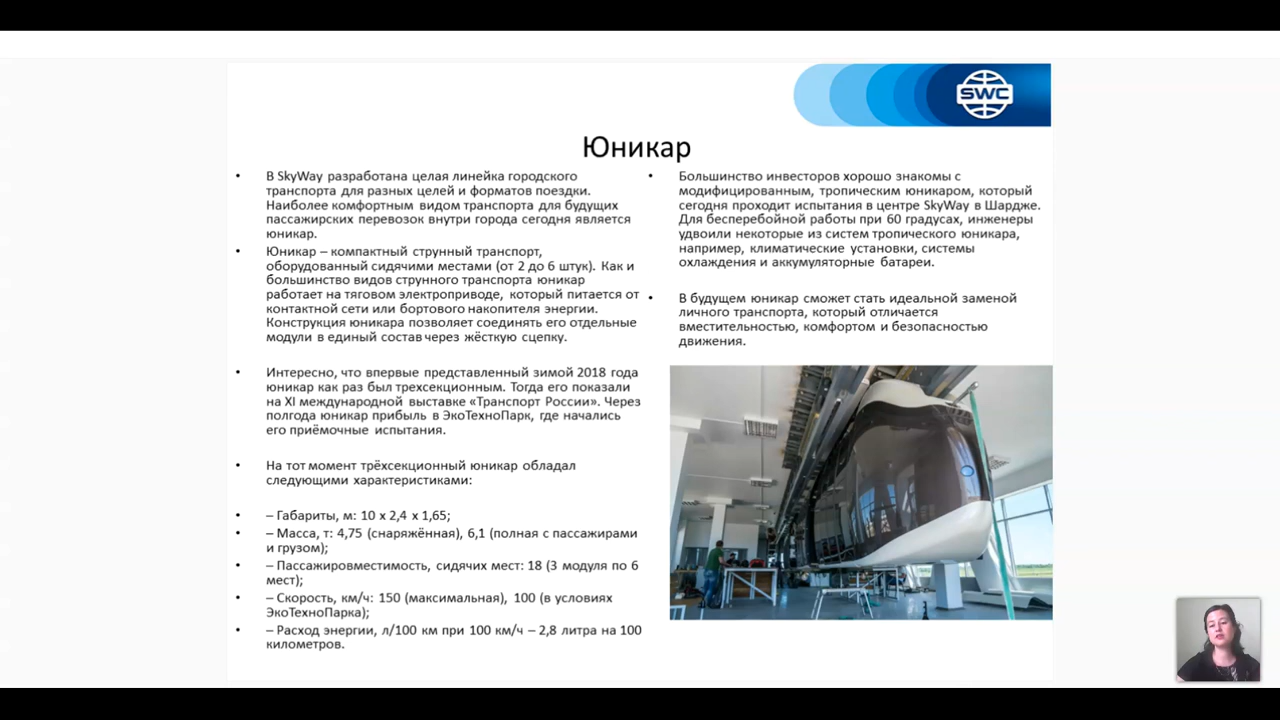 SWC
Юникар
В SkyWay разработана целая линейка городского
транспорта для разных целей и форматов поездки.
Наиболее комфортным видом транспорта для будущих
пассажирских перевозок внутри города сегодня является
юникар.
Юникар – компактный струнный транспорт,
оборудованный сидячими местами (от 2 до 6 штук). Как и
большинство видов струнного транспорта юникар
работает на тяговом электроприводе, который питается от
контактной сети или бортового накопителя энергии.
Конструкция юникара позволяет соединять его отдельные
модули в единый состав через жёсткую сцепку.
Интересно, что впервые представленный зимой 2018 года
юникар как раз был трехсекционным. Тогда его показали
на XI международной выставке «Транспорт России». Через
полгода юникар прибыль в ЭкоТехноПарк, где начались
его приёмочные испытания.
На тот момент трёхсекционный юникар обладал
следующими характеристиками:
– Габариты, м: 10 х 2,4 х 1,65;
– Масса, т: 4,75 (снаряжённая), 6,1 (полная с пассажирами
и грузом);
– Пассажировместимость, сидячих мест: 18 (3 модуля по 6
мест);
– Скорость, км/ч: 150 (максимальная), 100 (в условиях
ЭкоТехноПарка);
– Расход энергии, л/100 км при 100 км/ч – 2,8 литра на 100
километров.
Большинство инвесторов хорошо знакомы с
модифицированным, тропическим юникаром, который
сегодня проходит испытания в центре SkyWay в Шардже.
Для бесперебойной работы при 60 градусах, инженеры
удвоили некоторые из систем тропического юникара,
например, климатические установки, системы
охлаждения и аккумуляторные батареи.
В будущем юникар сможет стать идеальной заменой
личного транспорта, который отличается
вместительностью, комфортом и безопасностью
движения.